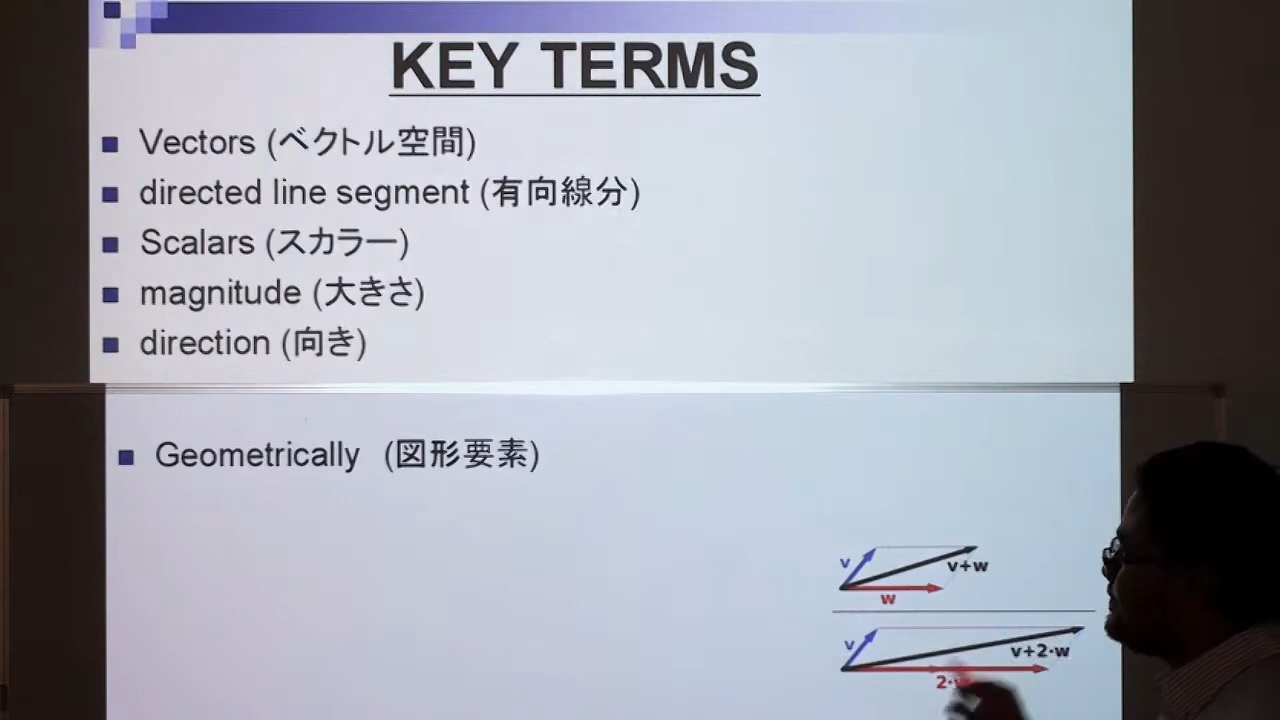 KEY TERMS
Vectors (ベクトル空間)
directed line segment (有向線分)
Scalars (スカラー)
magnitude (大きさ)
direction (向き)
Geometrically (図形要素)
v
v+w
w
v
v+2·w